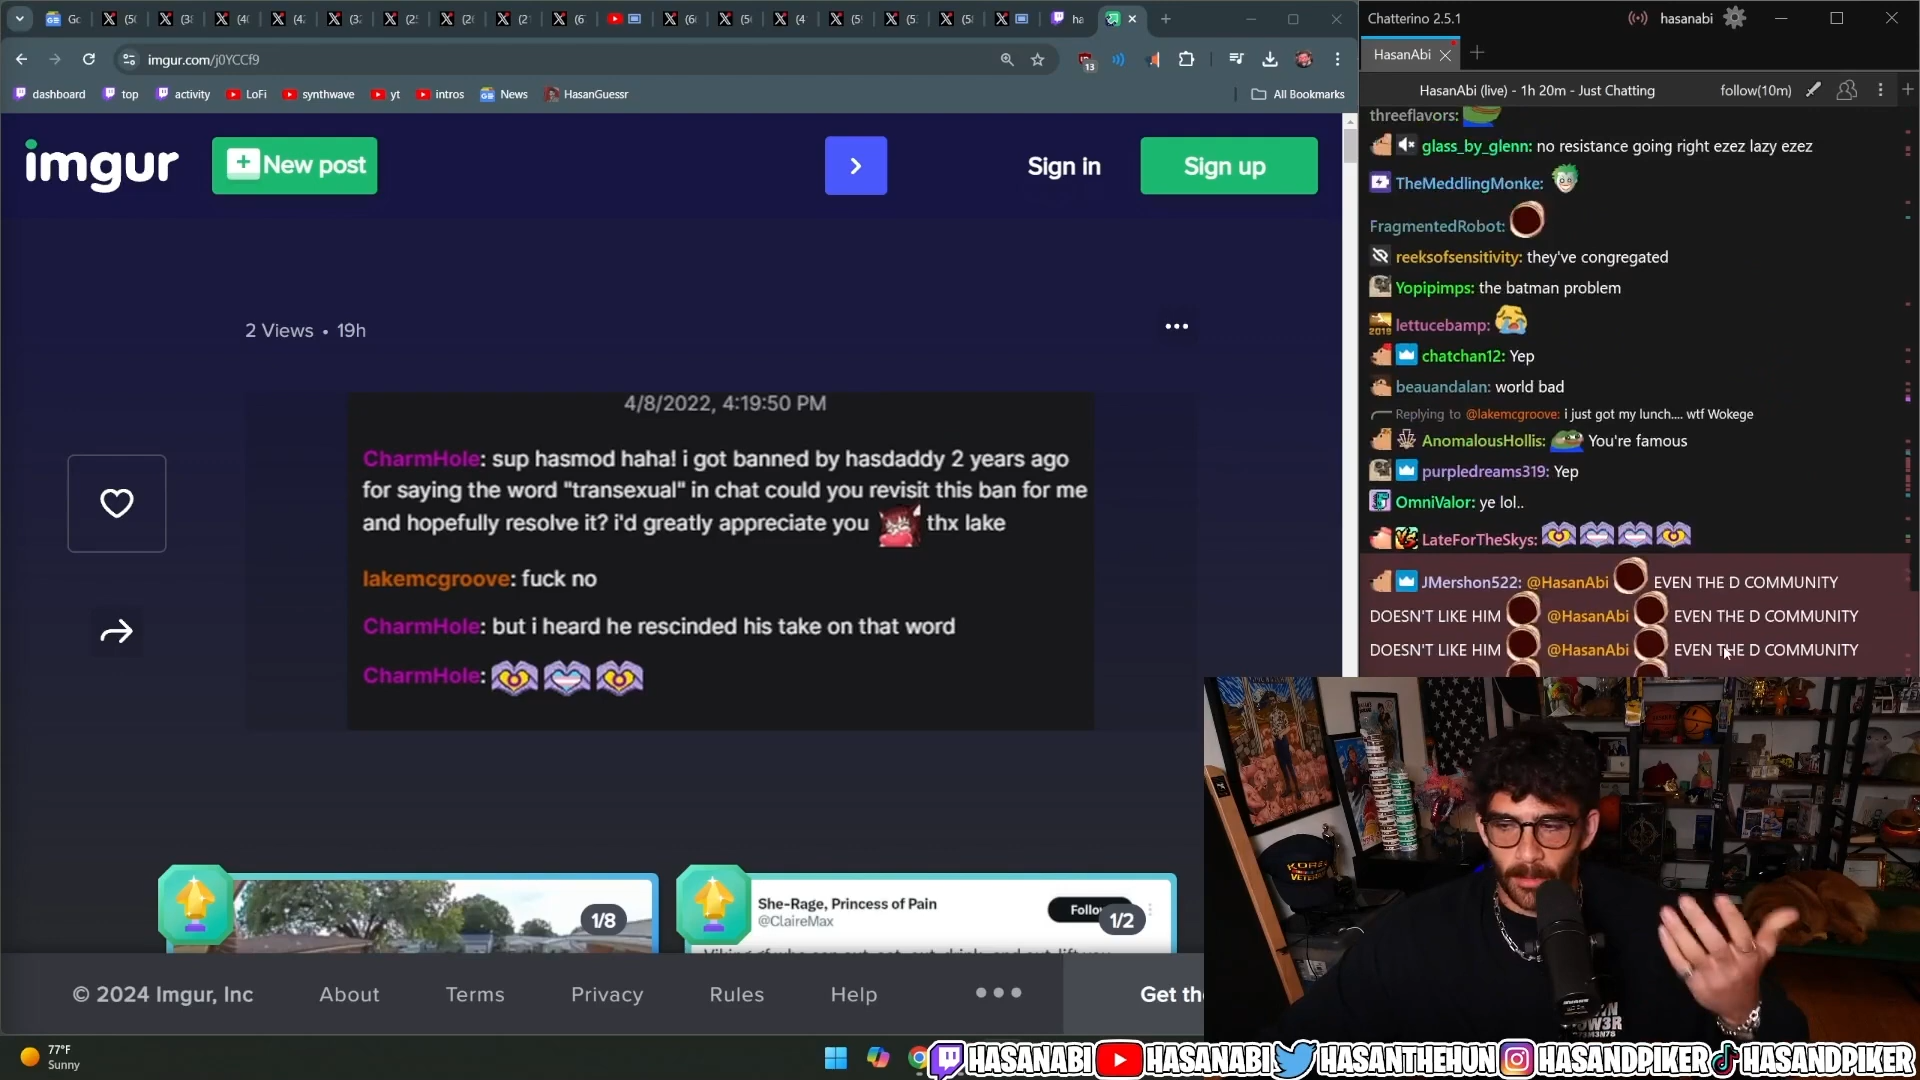 Chatterino 2.5.1
hasanabi
imgur.com/j0YCCf9
HasanAbi
dashboard
top
activity
LoFi
synthwave
yt
intros
News
HasanGuessr
All Bookmarks
HasanAbi (live) - 1h 20m - Just Chatting
follow(10m)
imgur
New post
Sign in
Sign up
2 Views • 19h
4/8/2022, 4:19:50 PM
CharmHole: sup hasmod haha! i got banned by hasdaddy 2 years ago
for saying the word "transexual" in chat could you revisit this ban for me
and hopefully resolve it? i'd greatly appreciate you thx lake
lakemcgroove: fuck no
CharmHole: but i heard he rescinded his take on that word
CharmHole:
1/8
She-Rage, Princess of Pain
@ClaireMax
1/2
© 2024 Imgur, Inc
About
Terms
Privacy
Rules
Help
threeflavors:
glass_by_glenn: no resistance going right ezez lazy ezez
TheMeddlingMonke:
FragmentedRobot:
reeksofsensitivity: they've congregated
Yopipimps: the batman problem
lettucebamp:
chatchan12: Yep
beauandalan: world bad
Replying to @lakemcgroove: i just got my lunch.... wtf Wokege
AnomalousHollis: You're famous
purpledreams319: Yep
OmniValor: ye lol..
LateForTheSkys:
JMershon522: @HasanAbi EVEN THE D COMMUNITY
DOESN'T LIKE HIM @HasanAbi EVEN THE D COMMUNITY
DOESN'T LIKE HIM @HasanAbi EVEN THE D COMMUNITY
77°F
Sunny
HASANABI
HASANABI
HASANTHEHUN
HASANDPIKER
HASANDPIKER